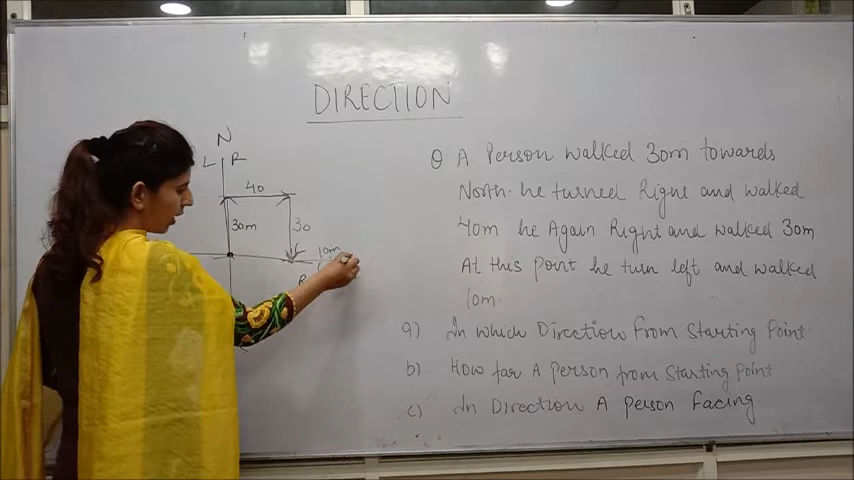 DIRECTION
N
L R
40
30m
30
10m
Q A Person walked 30m towards
North. he turned Right and walked
40m he Again Right and walked 30m
At this Point he turn left and walked
10m.
a) In which Direction from Starting Point
b) How far A person from starting point
c) In Direction A person facing